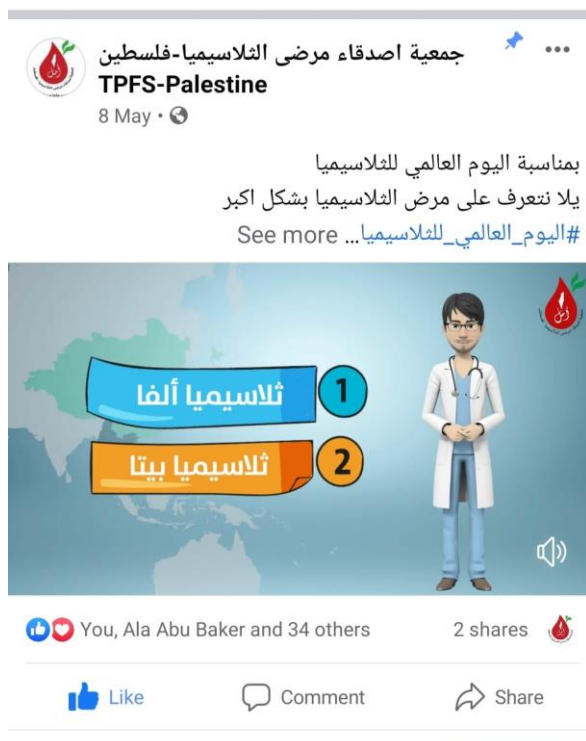 جمعية اصدقاء مرضى الثلاسيميا-فلسطين
TPFS-Palestine
8 May •
بمناسبة اليوم العالمي للثلاسيميا
يلا نتعرف على مرض الثلاسيميا بشكل اكبر
#اليوم_العالمي_للثلاسيميا... See more
ثلاسيميا ألفا 1
ثلاسيميا بيتا 2
You, Ala Abu Baker and 34 others 2 shares
Like Comment Share